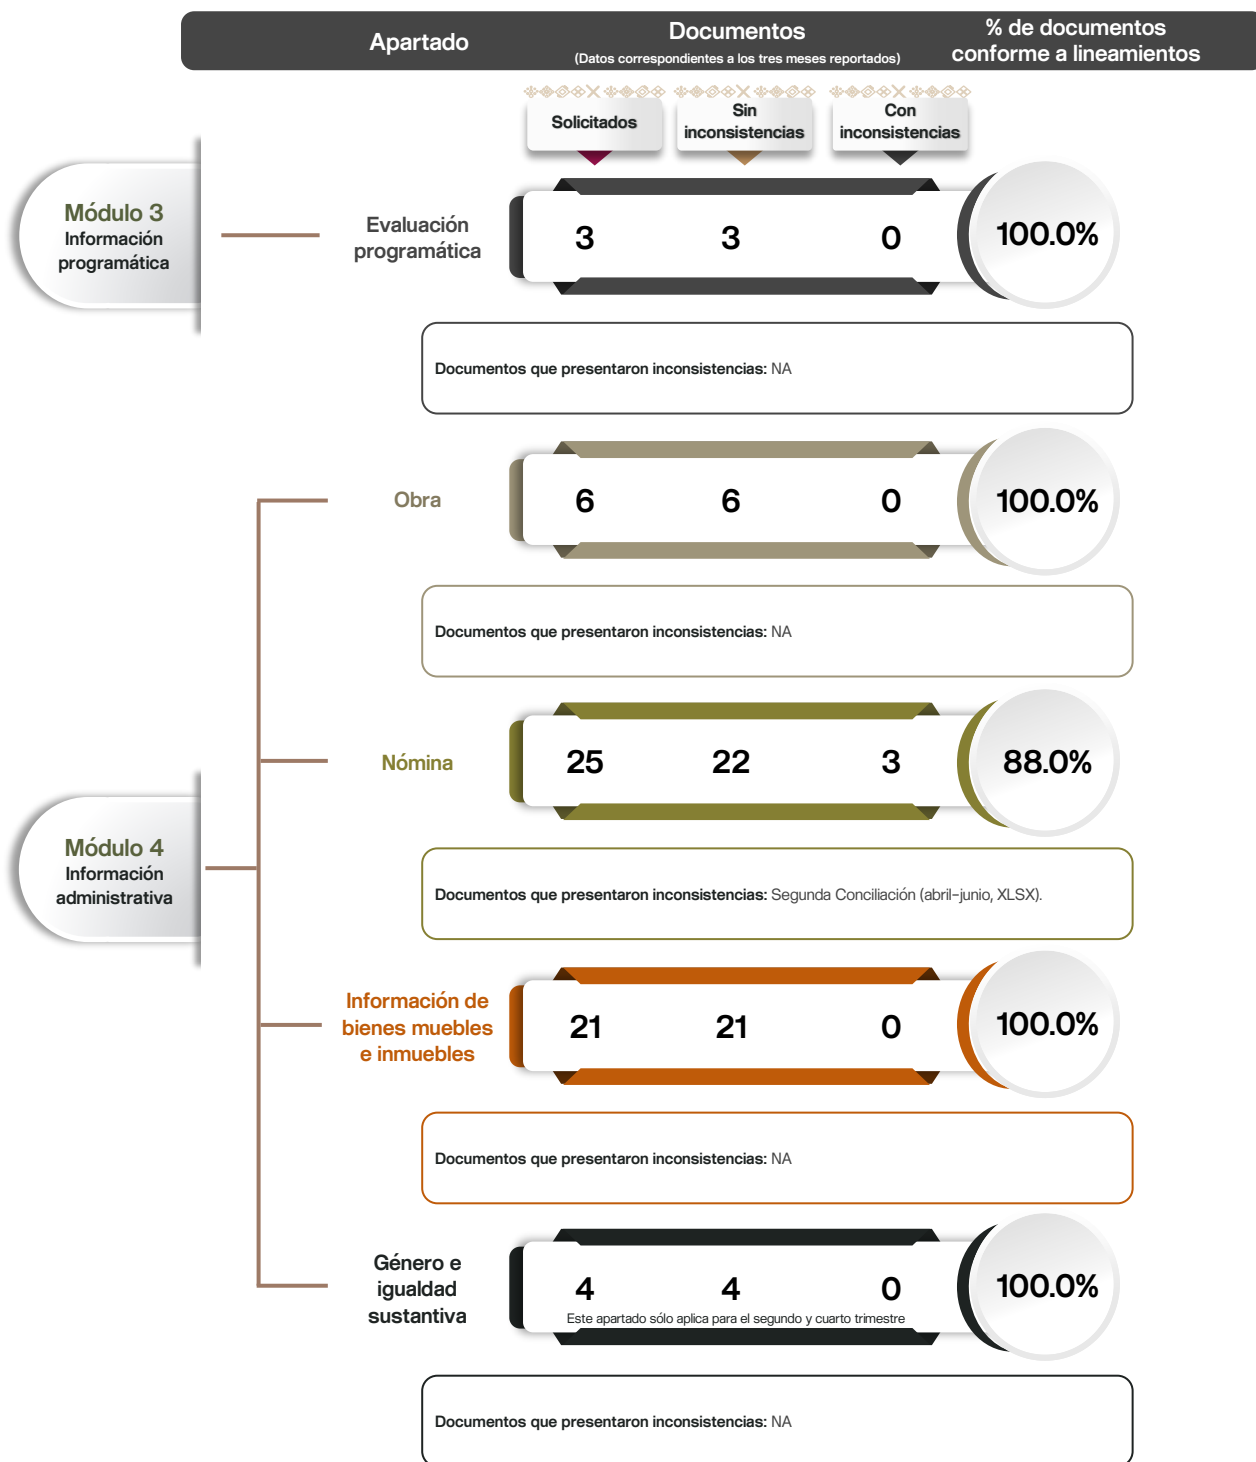 Apartado
Documentos
(Datos correspondientes a los tres meses reportados)
% de documentos
conforme a lineamientos
Solicitados
Sin
inconsistencias
Con
inconsistencias
Módulo 3
Información
programática
Evaluación
programática
3 3 0 100.0%
Documentos que presentaron inconsistencias: NA
Obra
6 6 0 100.0%
Documentos que presentaron inconsistencias: NA
Nómina
25 22 3 88.0%
Documentos que presentaron inconsistencias: Segunda Conciliación (abril-junio, XLSX).
Módulo 4
Información
administrativa
Información de
bienes muebles
e inmuebles
21 21 0 100.0%
Documentos que presentaron inconsistencias: NA
Género e
igualdad
sustantiva
4 4 0 100.0%
Este apartado sólo aplica para el segundo y cuarto trimestre
Documentos que presentaron inconsistencias: NA